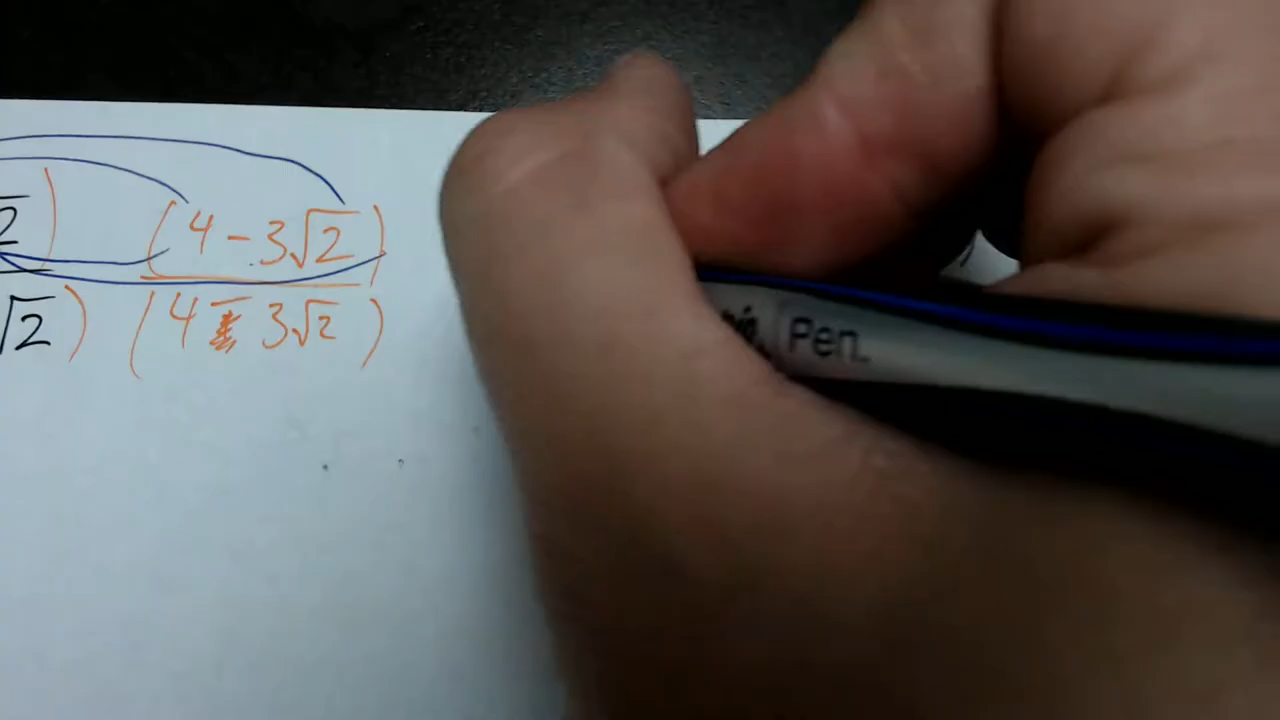 √2) (4 - 3√2)
√2) (4 - 3√2)
Pen.